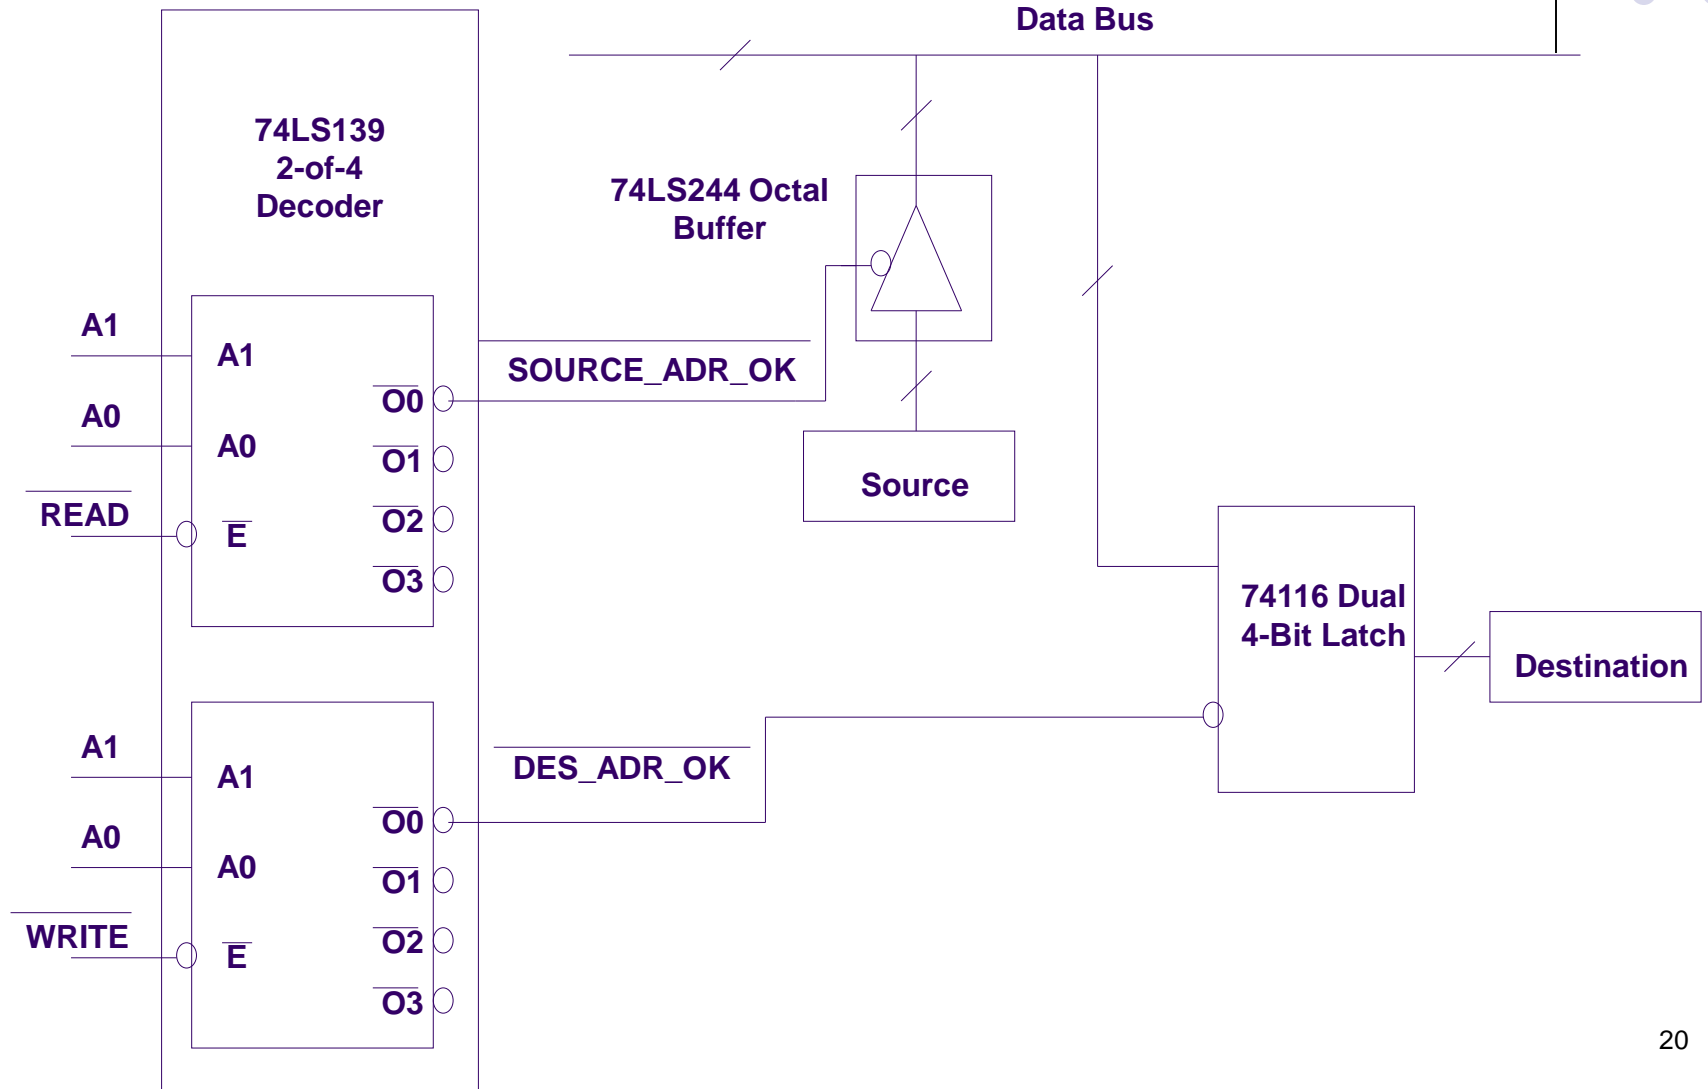 Data Bus
74LS139
2-of-4
Decoder
74LS244 Octal
Buffer
A1
A1
SOURCE_ADR_OK
O0
A0
A0
O1
Source
READ
E
O2
O3
74116 Dual
4-Bit Latch
Destination
A1
A1
DES_ADR_OK
O0
A0
A0
O1
WRITE
E
O2
O3
20